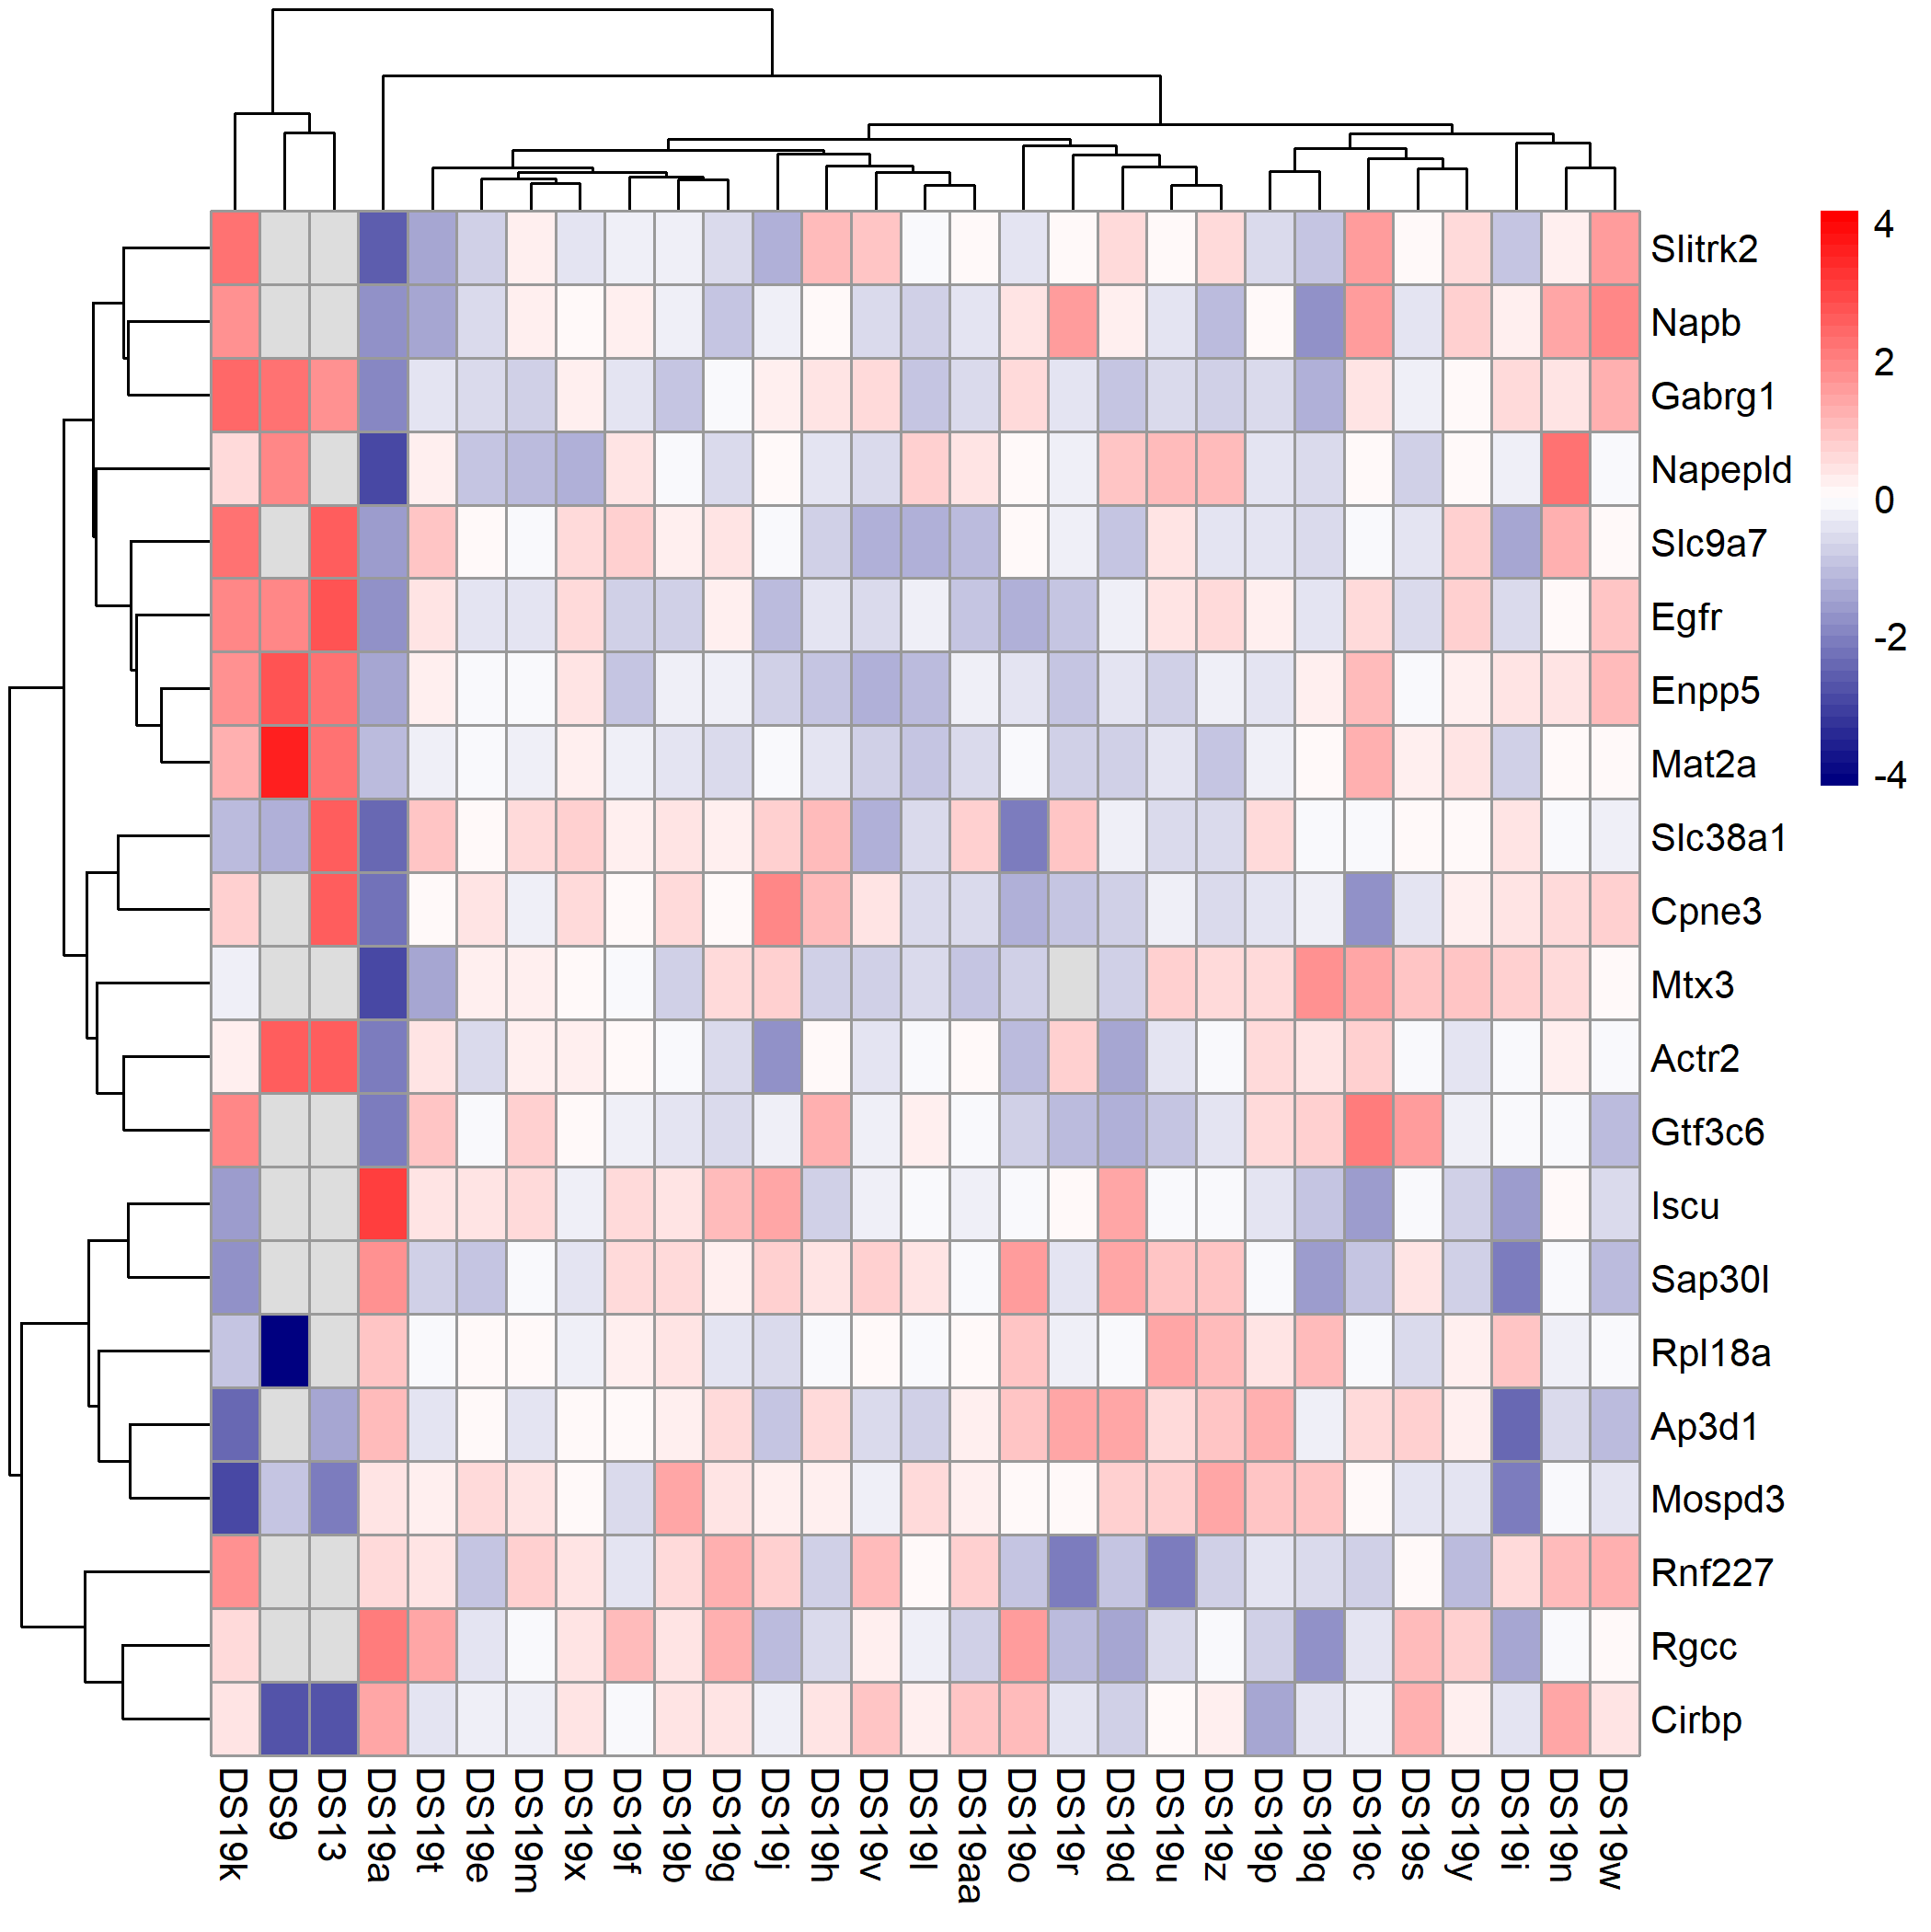 Slitrk2
Napb
Gabrg1
Napepld
Slc9a7
Egfr
Enpp5
Mat2a
Slc38a1
Cpne3
Mtx3
Actr2
Gtf3c6
Iscu
Sap30l
Rpl18a
Ap3d1
Mospd3
Rnf227
Rgcc
Cirbp
4
2
0
-2
-4
DS19k
DS9
DS13
DS19a
DS19t
DS19e
DS19m
DS19x
DS19f
DS19b
DS19g
DS19j
DS19h
DS19v
DS19l
DS19aa
DS19o
DS19r
DS19d
DS19u
DS19z
DS19p
DS19q
DS19c
DS19s
DS19y
DS19i
DS19n
DS19w